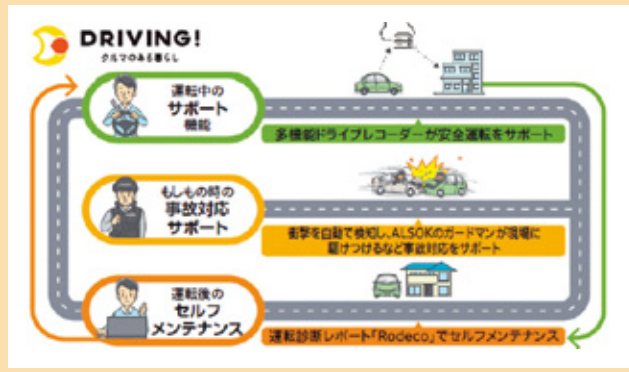 DRIVING!
クルマのある暮らし
運転中の
サポート
機能
多機能ドライブレコーダーが安全運転をサポート
もしもの時の
事故対応
サポート
衝撃を自動で検知し、ALSOKのガードマンが現場に
駆けつけるなど事故対応をサポート
運転後の
セルフ
メンテナンス
運転診断レポート「Rodeco」でセルフメンテナンス